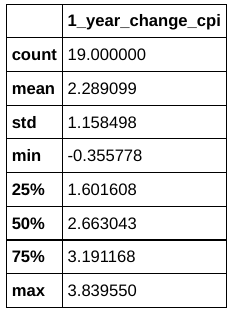 1_year_change_cpi
count 19.000000
mean 2.289099
std 1.158498
min -0.355778
25% 1.601608
50% 2.663043
75% 3.191168
max 3.839550